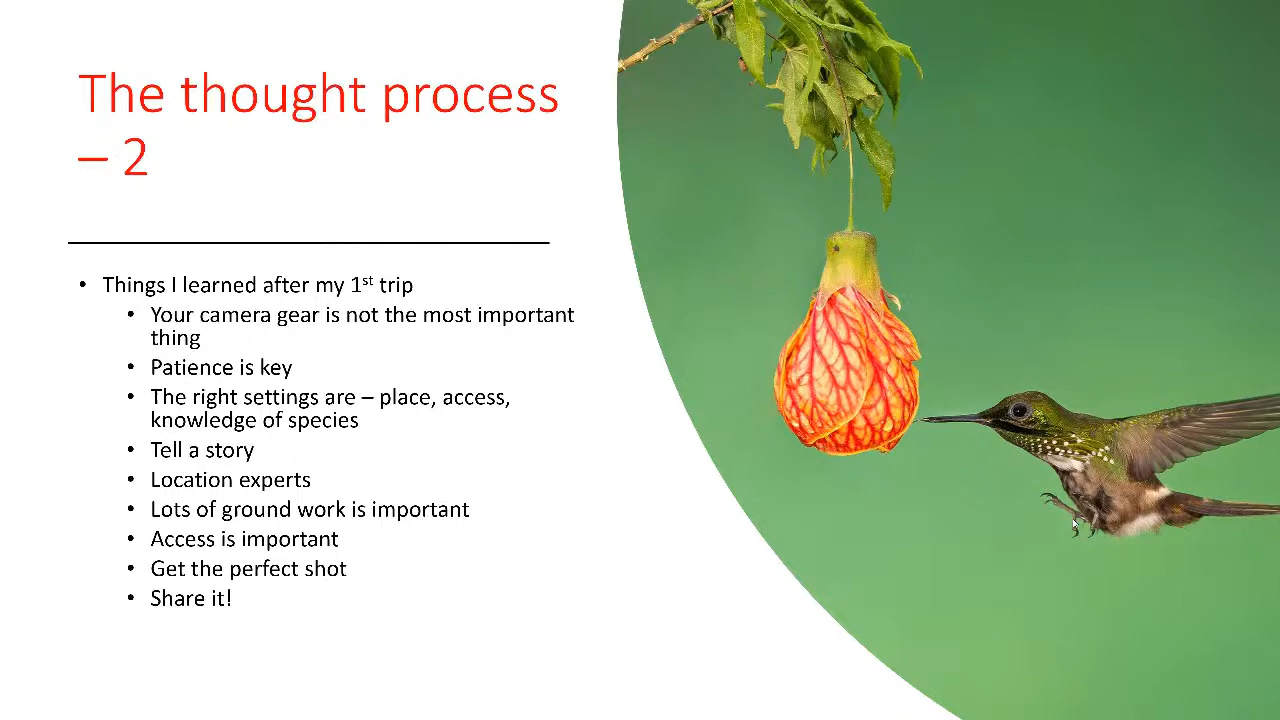 The thought process
– 2
• Things I learned after my 1st trip
• Your camera gear is not the most important
thing
• Patience is key
• The right settings are – place, access,
knowledge of species
• Tell a story
• Location experts
• Lots of ground work is important
• Access is important
• Get the perfect shot
• Share it!